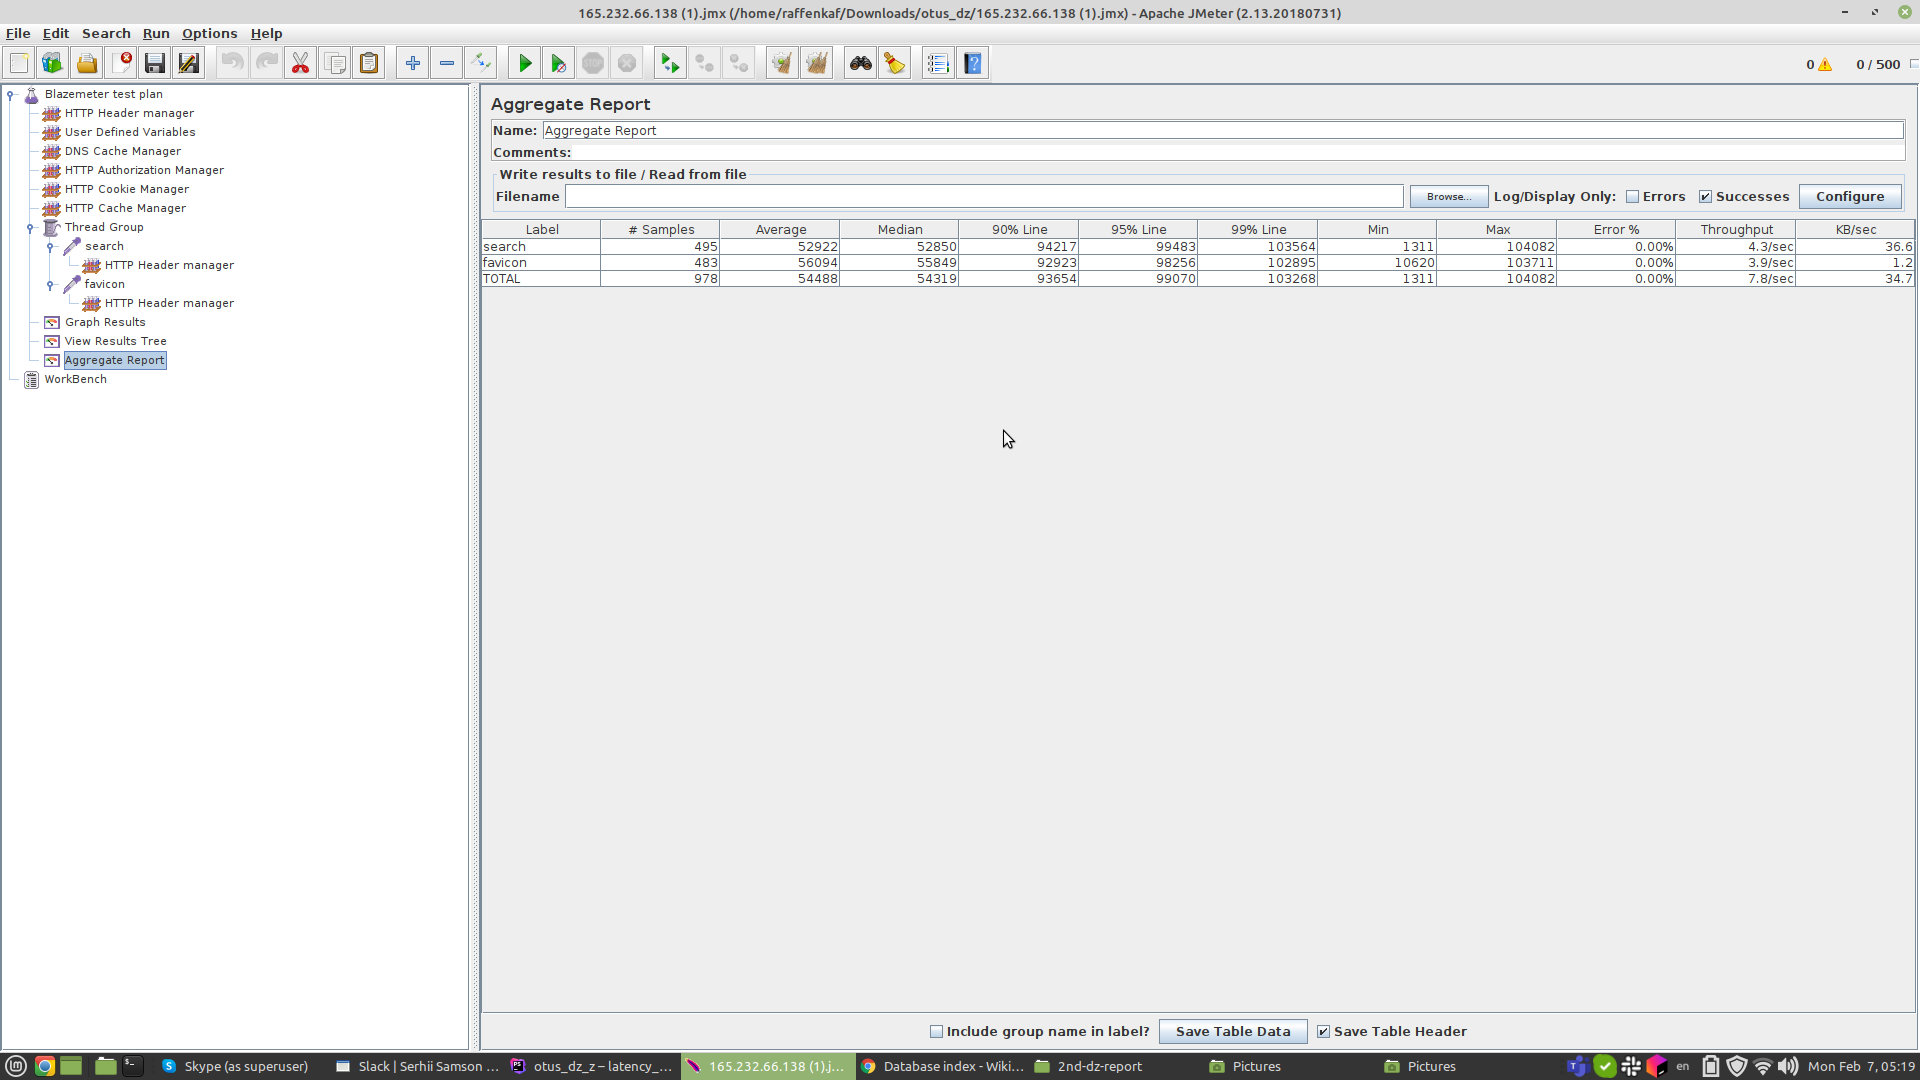 165.232.66.138 (1).jmx (/home/raffenkaf/Downloads/otus_dz/165.232.66.138 (1).jmx) - Apache JMeter (2.13.20180731)
File Edit Search Run Options Help
STOP
0 0 / 500
Blazemeter test plan
HTTP Header manager
User Defined Variables
DNS Cache Manager
HTTP Authorization Manager
HTTP Cookie Manager
HTTP Cache Manager
Thread Group
search
HTTP Header manager
favicon
HTTP Header manager
Graph Results
View Results Tree
Aggregate Report
WorkBench
Aggregate Report
Name: Aggregate Report
Comments:
Write results to file / Read from file
Filename Browse... Log/Display Only: Errors Successes Configure
Label # Samples Average Median 90% Line 95% Line 99% Line Min Max Error % Throughput KB/sec
search 495 52922 52850 94217 99483 103564 1311 104082 0.00% 4.3/sec 36.6
favicon 483 56094 55849 92923 98256 102895 10620 103711 0.00% 3.9/sec 1.2
TOTAL 978 54488 54319 93654 99070 103268 1311 104082 0.00% 7.8/sec 34.7
Include group name in label? Save Table Data Save Table Header
Skype (as superuser) Slack | Serhii Samson ... otus_dz_z – latency_... 165.232.66.138 (1).j... Database index - Wiki... 2nd-dz-report Pictures Pictures en Mon Feb 7, 05:19